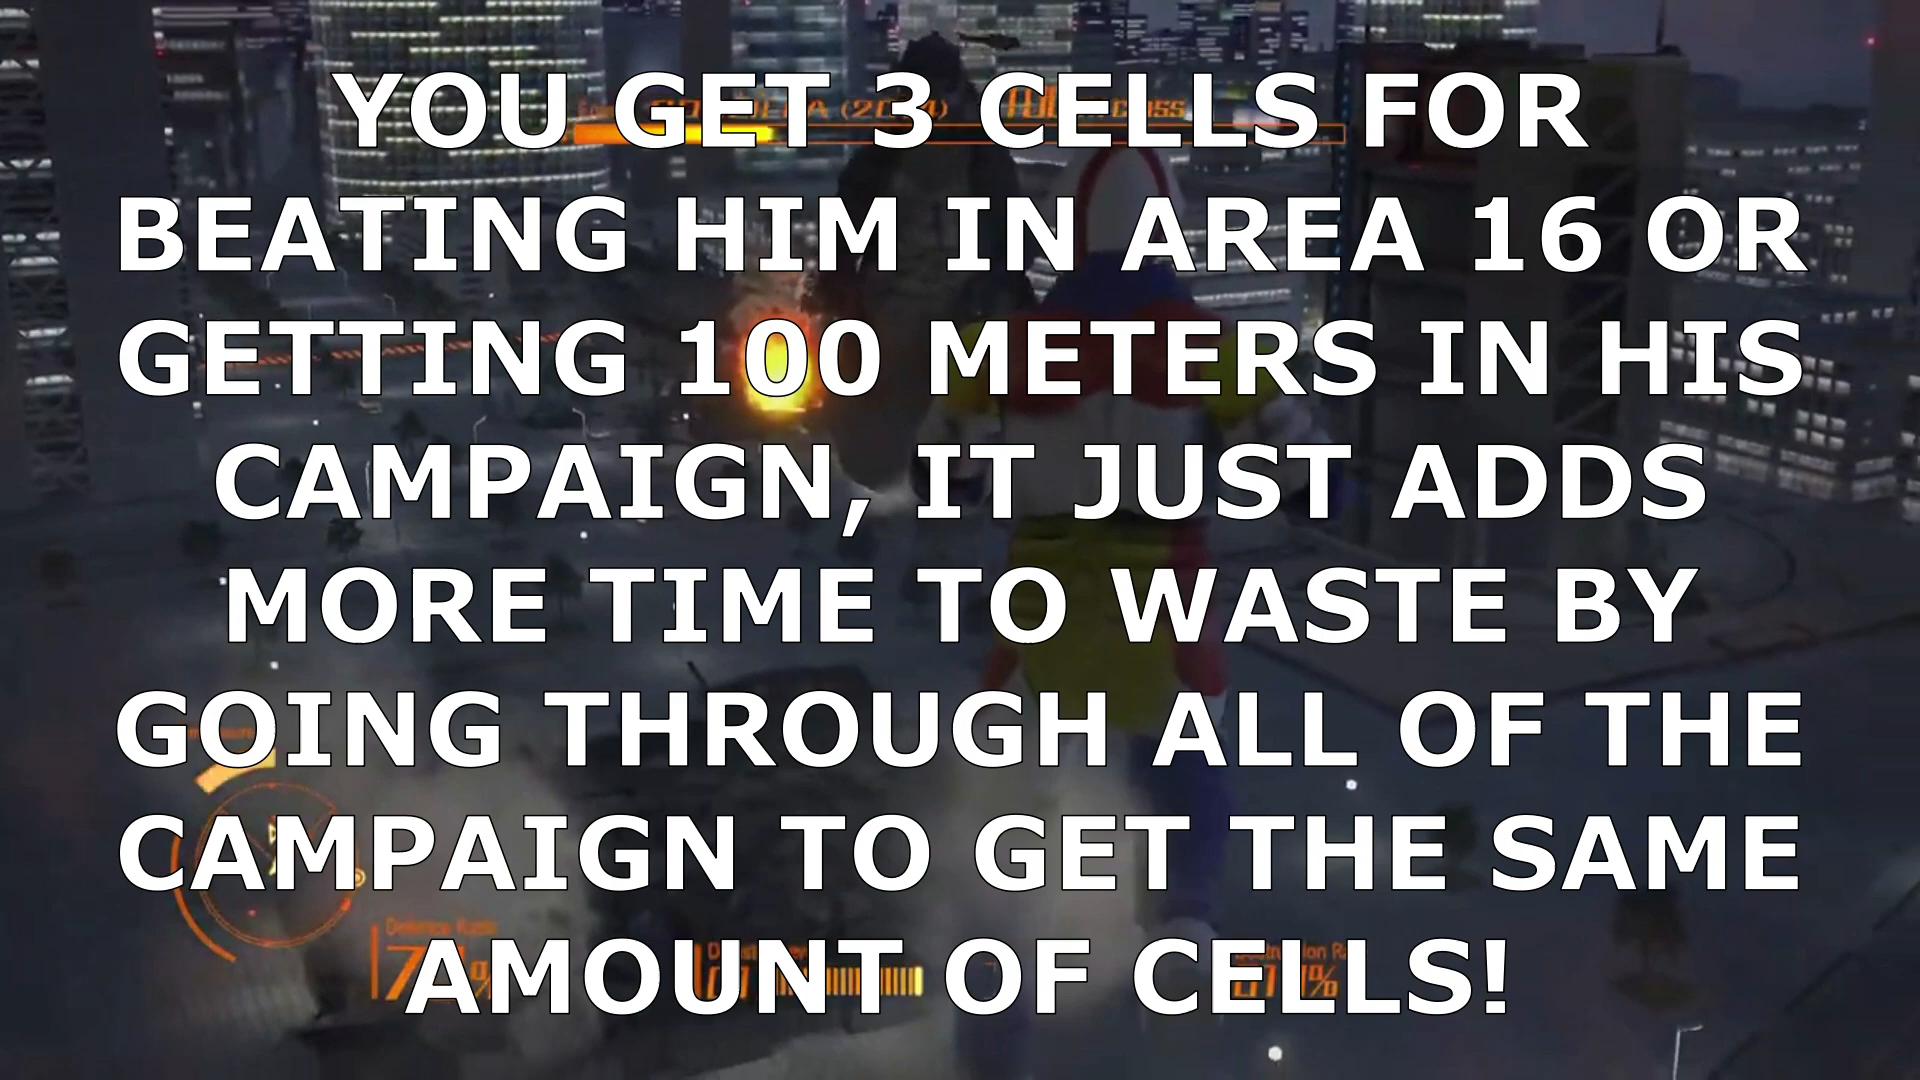 YOU GET 3 CELLS FOR
BEATING HIM IN AREA 16 OR
GETTING 100 METERS IN HIS
CAMPAIGN, IT JUST ADDS
MORE TIME TO WASTE BY
GOING THROUGH ALL OF THE
CAMPAIGN TO GET THE SAME
AMOUNT OF CELLS!